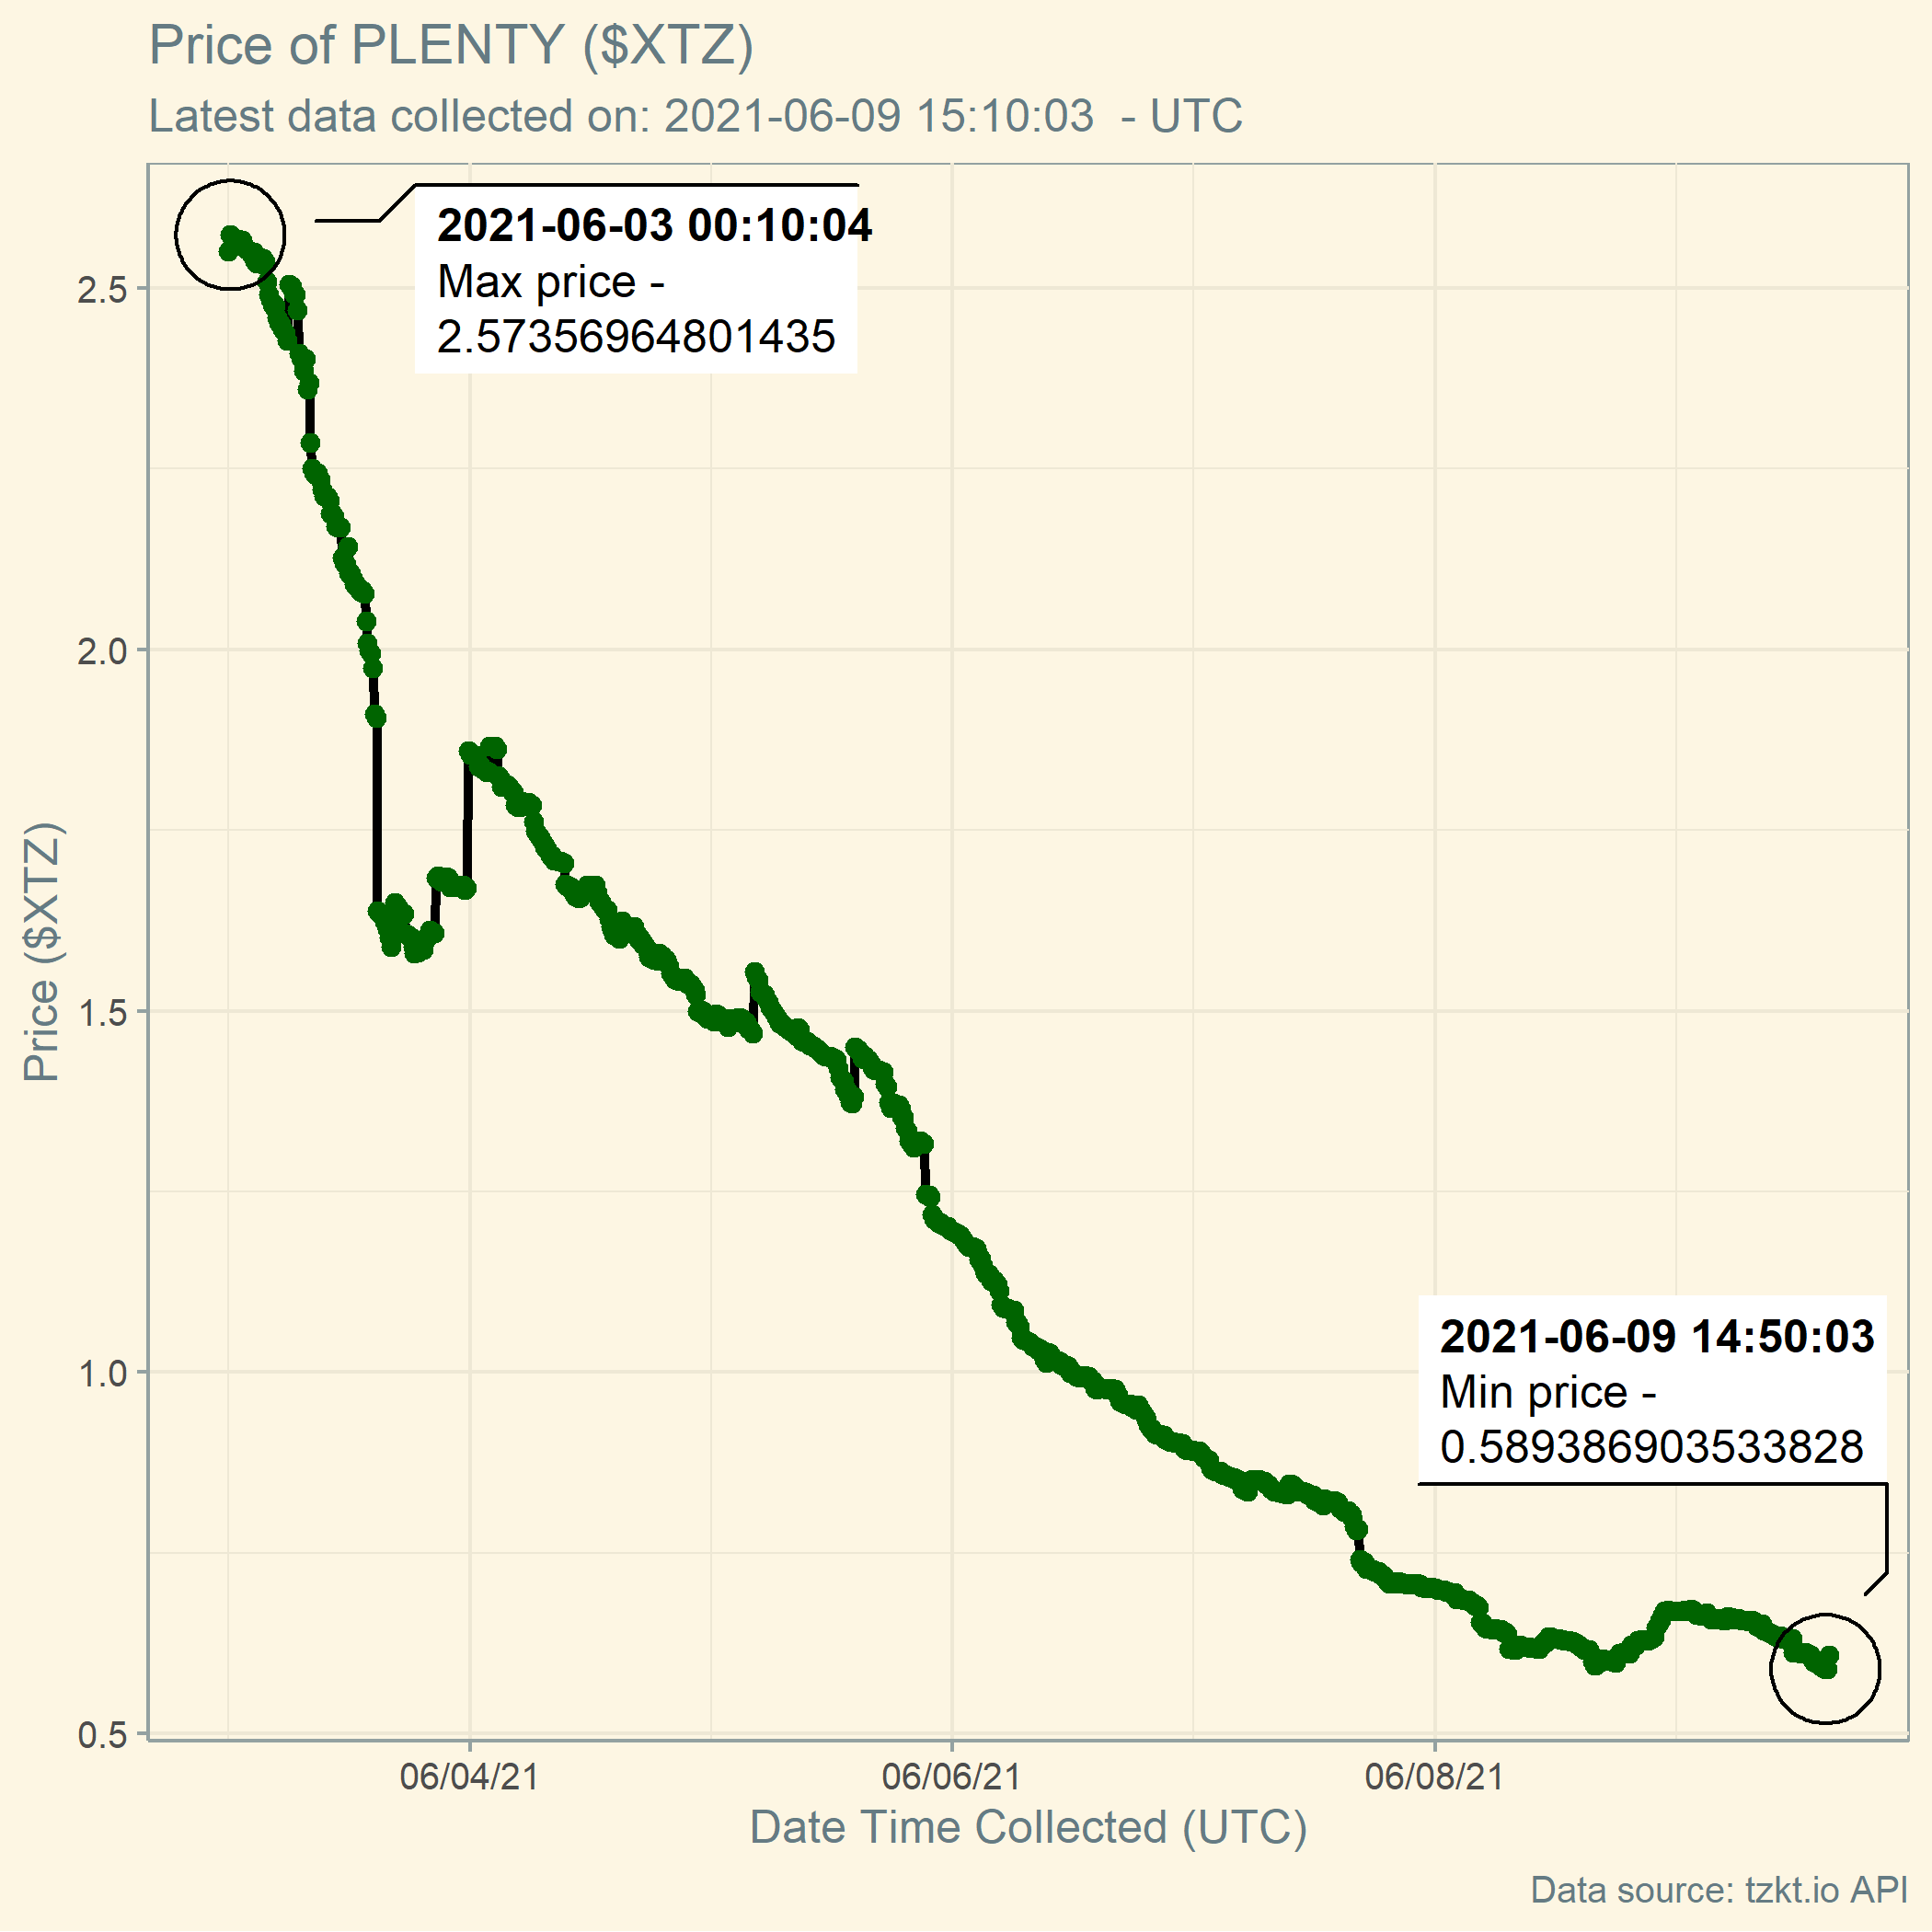 Price of PLENTY ($XTZ)
Latest data collected on: 2021-06-09 15:10:03  - UTC
2021-06-03 00:10:04
Max price -
2.57356964801435
2.5
2.0
1.5
1.0
0.5
Price ($XTZ)
2021-06-09 14:50:03
Min price -
0.589386903533828
06/04/21
06/06/21
06/08/21
Date Time Collected (UTC)
Data source: tzkt.io API